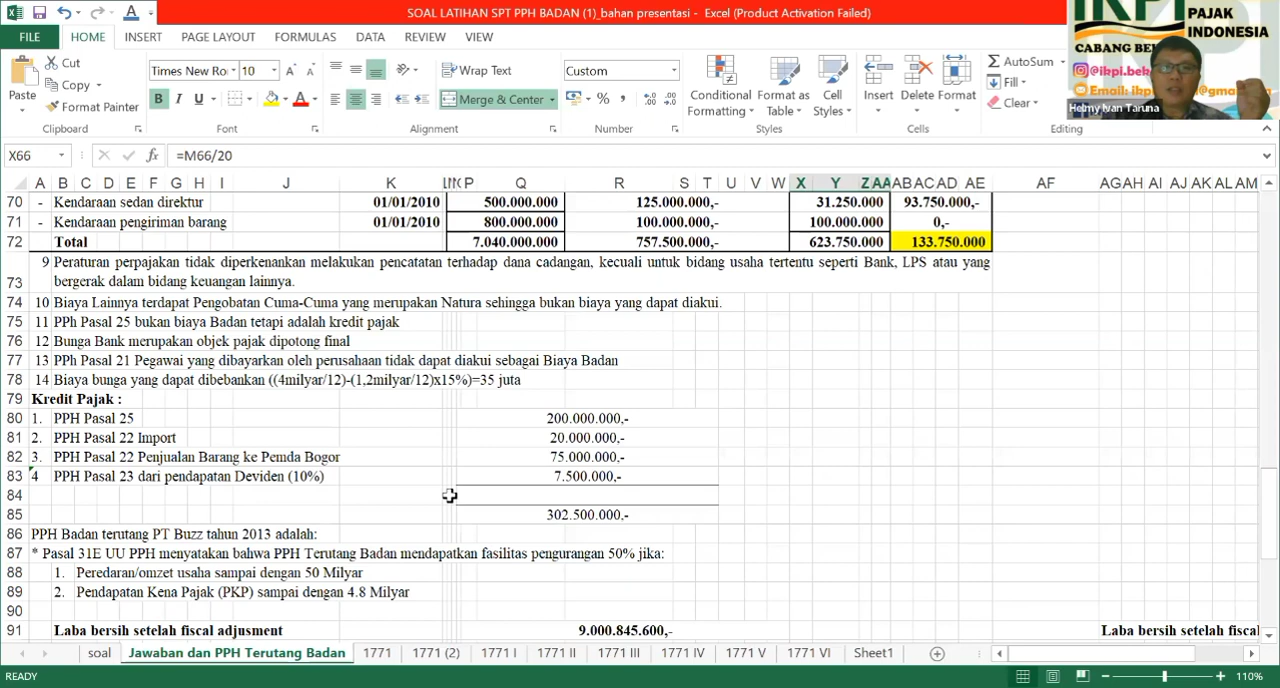 SOAL LATIHAN SPT PPH BADAN (1)_bahan presentasi - Excel (Product Activation Failed)
FILE HOME INSERT PAGE LAYOUT FORMULAS DATA REVIEW VIEW
PAJAK
INDONESIA
CABANG
@ikpi.bek
Email:
Helmy Ivan Taruna
Paste
Cut
Copy
Format Painter
Clipboard
Times New Ro 10
B I U
Font
Wrap Text
Merge & Center
Alignment
Custom
Number
Conditional Formatting
Format as Table
Cell Styles
Styles
Insert Delete Format
Cells
AutoSum
Fill
Clear
Editing
X66 =M66/20
A B C D E F G H I J K P Q R S T U V W X Y Z AA AB AC AD AE AF AG AH AI AJ AK AL AM
70 - Kendaraan sedan direktur 01/01/2010 500.000.000 125.000.000,- 31.250.000 93.750.000,-
71 - Kendaraan pengiriman barang 01/01/2010 800.000.000 100.000.000,- 100.000.000 0,-
72 Total 7.040.000.000 757.500.000,- 623.750.000 133.750.000
9 Peraturan perpajakan tidak diperkenankan melakukan pencatatan terhadap dana cadangan, kecuali untuk bidang usaha tertentu seperti Bank, LPS atau yang
73 bergerak dalam bidang keuangan lainnya.
74 10 Biaya Lainnya terdapat Pengobatan Cuma-Cuma yang merupakan Natura sehingga bukan biaya yang dapat diakui.
75 11 PPh Pasal 25 bukan biaya Badan tetapi adalah kredit pajak
76 12 Bunga Bank merupakan objek pajak dipotong final
77 13 PPh Pasal 21 Pegawai yang dibayarkan oleh perusahaan tidak dapat diakui sebagai Biaya Badan
78 14 Biaya bunga yang dapat dibebankan ((4milyar/12)-(1,2milyar/12)x15%)=35 juta
79 Kredit Pajak :
80 1. PPH Pasal 25 200.000.000,-
81 2. PPH Pasal 22 Import 20.000.000,-
82 3. PPH Pasal 22 Penjualan Barang ke Pemda Bogor 75.000.000,-
83 4 PPH Pasal 23 dari pendapatan Deviden (10%) 7.500.000,-
84
85 302.500.000,-
86 PPH Badan terutang PT Buzz tahun 2013 adalah:
87 * Pasal 31E UU PPH menyatakan bahwa PPH Terutang Badan mendapatkan fasilitas pengurangan 50% jika:
88 1. Peredaran/omzet usaha sampai dengan 50 Milyar
89 2. Pendapatan Kena Pajak (PKP) sampai dengan 4.8 Milyar
90
91 Laba bersih setelah fiscal adjusment 9.000.845.600,- Laba bersih setelah fiscal
soal Jawaban dan PPH Terutang Badan 1771 1771 (2) 1771 I 1771 II 1771 III 1771 IV 1771 V 1771 VI Sheet1
READY 110%